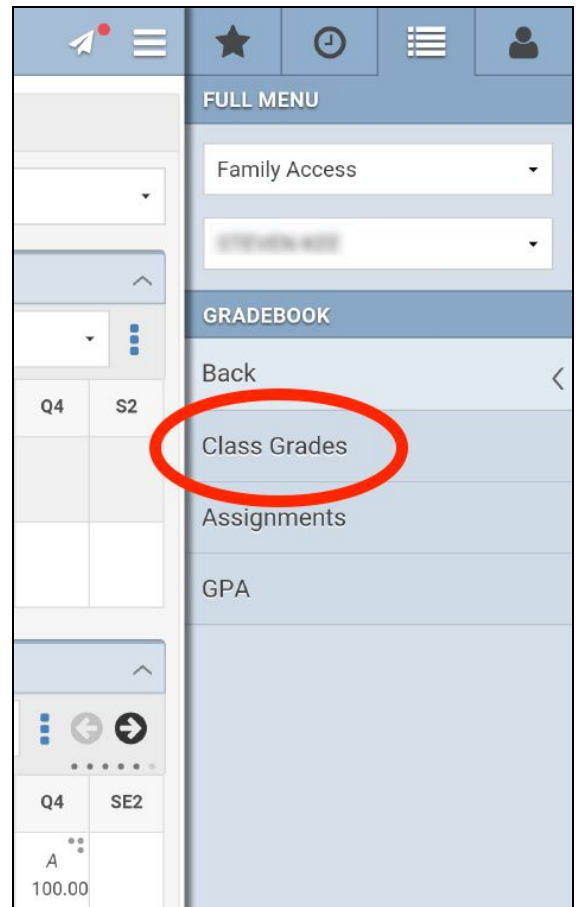 FULL MENU
Family Access
GRADEBOOK
Back
Q4 S2
Class Grades
Assignments
GPA
Q4 SE2
A
100.00